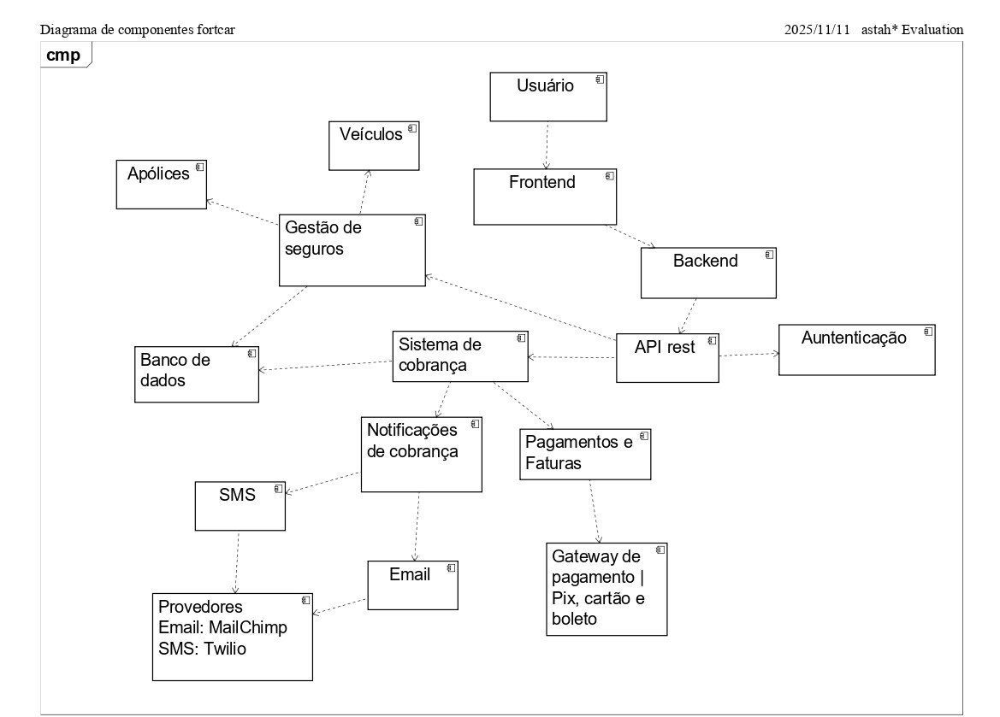 Diagrama de componentes fortcar
2025/11/11 astah* Evaluation
cmp
Usuário
Veículos
Apólices
Frontend
Gestão de
seguros
Backend
Sistema de
cobrança
API rest
Auntenticação
Banco de
dados
Notificações
de cobrança
Pagamentos e
Faturas
SMS
Email
Gateway de
pagamento |
Pix, cartão e
boleto
Provedores
Email: MailChimp
SMS: Twilio